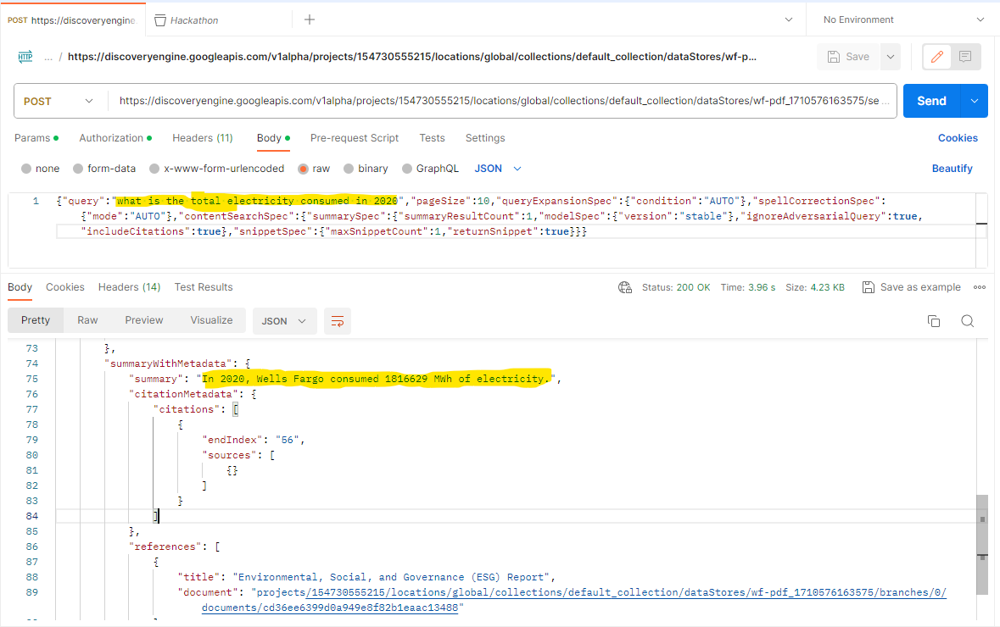 POST https://discoveryengine. Hackathon No Environment
HTTP ... / https://discoveryengine.googleapis.com/v1alpha/projects/154730555215/locations/global/collections/default_collection/dataStores/wf-p... Save
POST https://discoveryengine.googleapis.com/v1alpha/projects/154730555215/locations/global/collections/default_collection/dataStores/wf-pdf_1710576163575/se ... Send
Params Authorization Headers (11) Body Pre-request Script Tests Settings Cookies
none form-data x-www-form-urlencoded raw binary GraphQL JSON Beautify
1 {"query":"what is the total electricity consumed in 2020","pageSize":10,"queryExpansionSpec":{"condition":"AUTO"},"spellCorrectionSpec":
{"mode":"AUTO"},"contentSearchSpec":{"summarySpec":{"summaryResultCount":1,"modelSpec":{"version":"stable"},"ignoreAdversarialQuery":true,
"includeCitations":true},"snippetSpec":{"maxSnippetCount":1,"returnSnippet":true}}}
Body Cookies Headers (14) Test Results Status: 200 OK Time: 3.96 s Size: 4.23 KB Save as example
Pretty Raw Preview Visualize JSON
73 },
74 "summaryWithMetadata": {
75 "summary": "In 2020, Wells Fargo consumed 1816629 MWh of electricity.",
76 "citationMetadata": {
77 "citations": [
78 {
79 "endIndex": "56",
80 "sources": [
81 {}
82 ]
83 }
84 ]
85 },
86 "references": [
87 {
88 "title": "Environmental, Social, and Governance (ESG) Report",
89 "document": "projects/154730555215/locations/global/collections/default_collection/dataStores/wf-pdf_1710576163575/branches/0/
documents/cd36ee6399d0a949e8f82b1eaac13488"